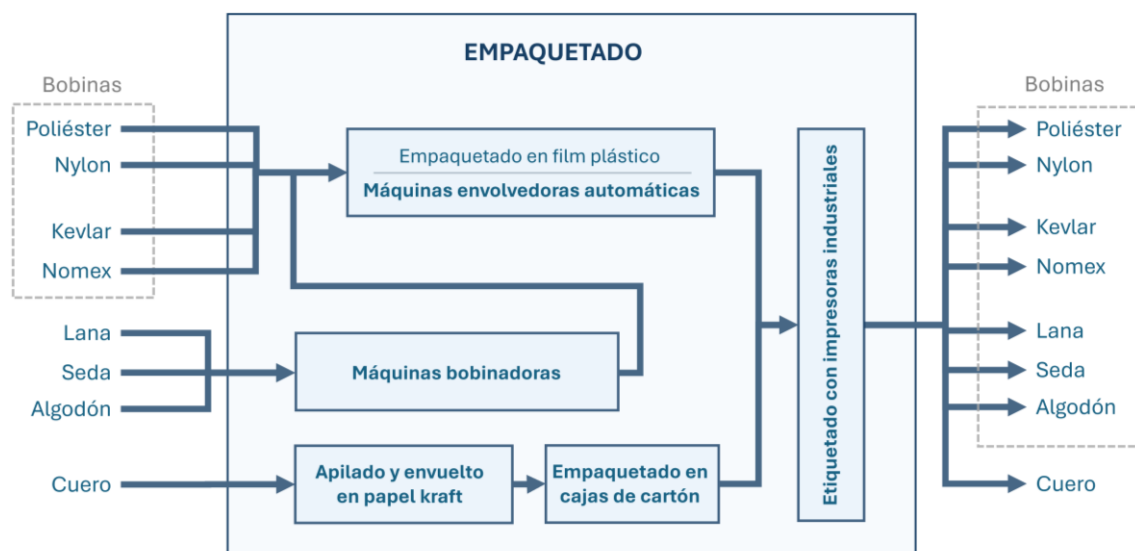 EMPAQUETADO
Bobinas
Poliéster
Nylon
Kevlar
Nomex
Lana
Seda
Algodón
Cuero
Empaquetado en film plástico
Máquinas envolvedoras automáticas
Máquinas bobinadoras
Apilado y envuelto
en papel kraft
Empaquetado en
cajas de cartón
Etiquetado con impresoras industriales
Bobinas
Poliéster
Nylon
Kevlar
Nomex
Lana
Seda
Algodón
Cuero